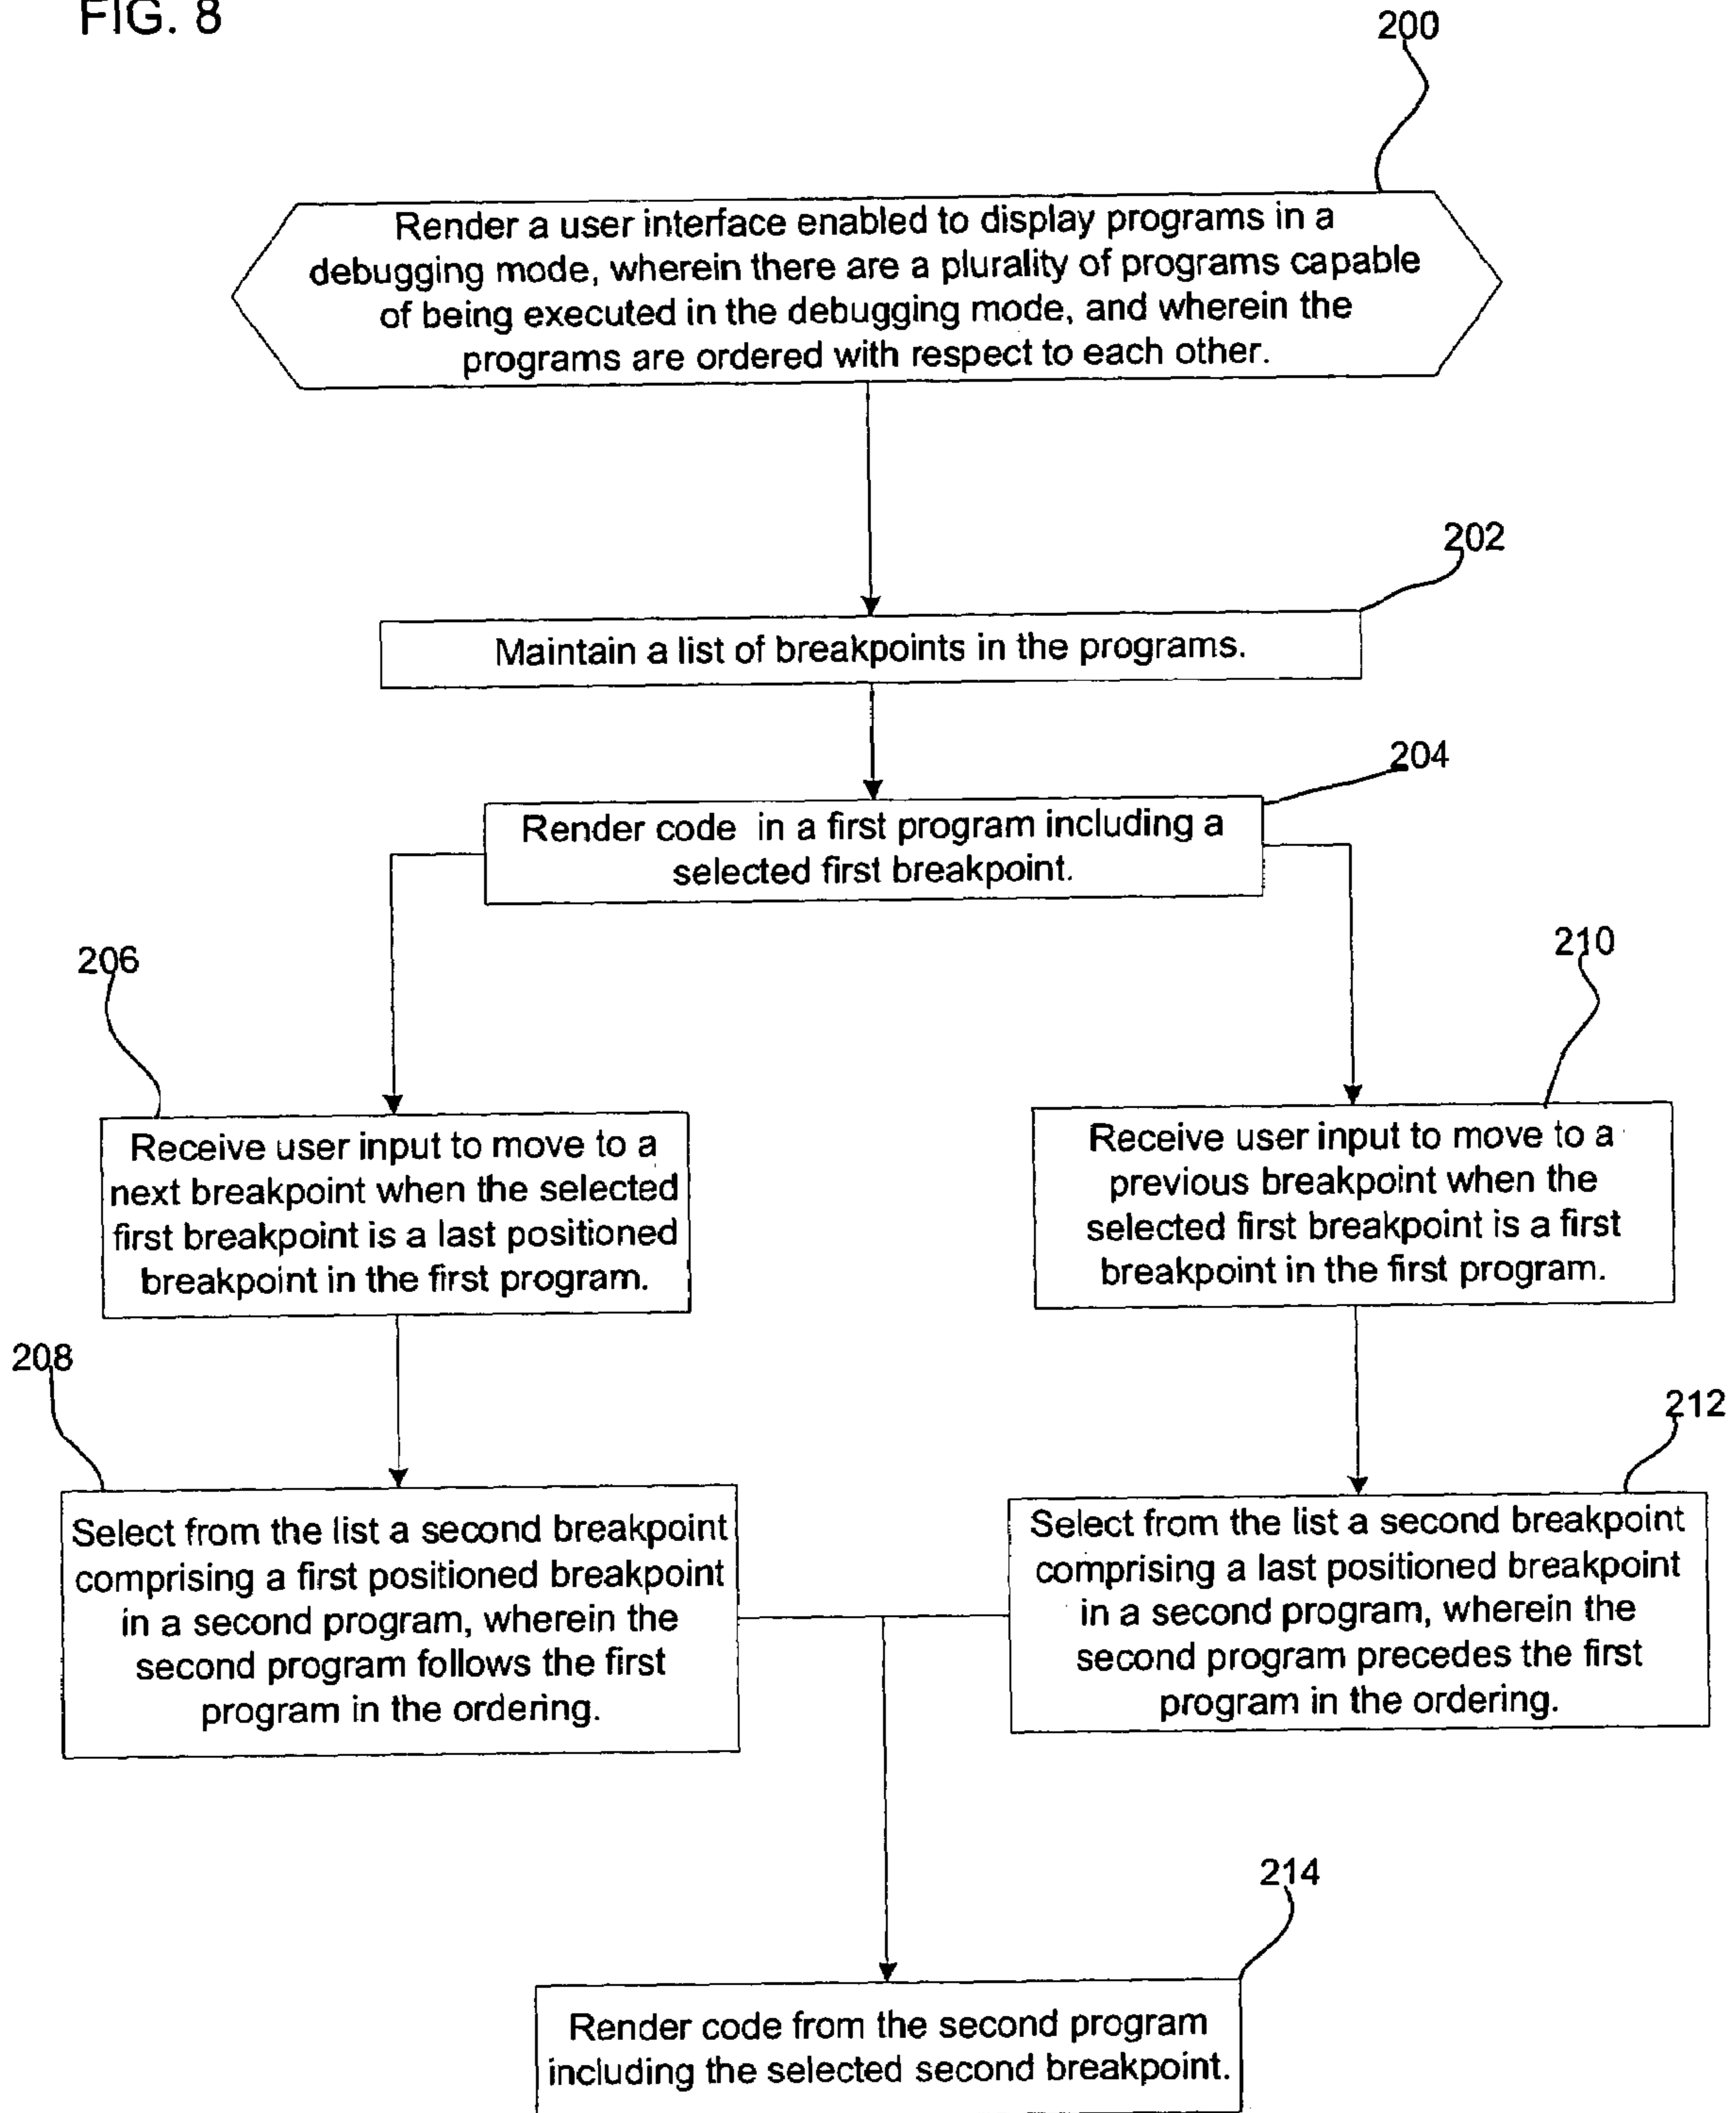 FIG. 8
200
Render a user interface enabled to display programs in a
debugging mode, wherein there are a plurality of programs capable
of being executed in the debugging mode, and wherein the
programs are ordered with respect to each other.
202
Maintain a list of breakpoints in the programs.
204
Render code in a first program including a
selected first breakpoint.
206
Receive user input to move to a
next breakpoint when the selected
first breakpoint is a last positioned
breakpoint in the first program.
210
Receive user input to move to a
previous breakpoint when the
selected first breakpoint is a first
breakpoint in the first program.
208
Select from the list a second breakpoint
comprising a first positioned breakpoint
in a second program, wherein the
second program follows the first
program in the ordering.
212
Select from the list a second breakpoint
comprising a last positioned breakpoint
in a second program, wherein the
second program precedes the first
program in the ordering.
214
Render code from the second program
including the selected second breakpoint.